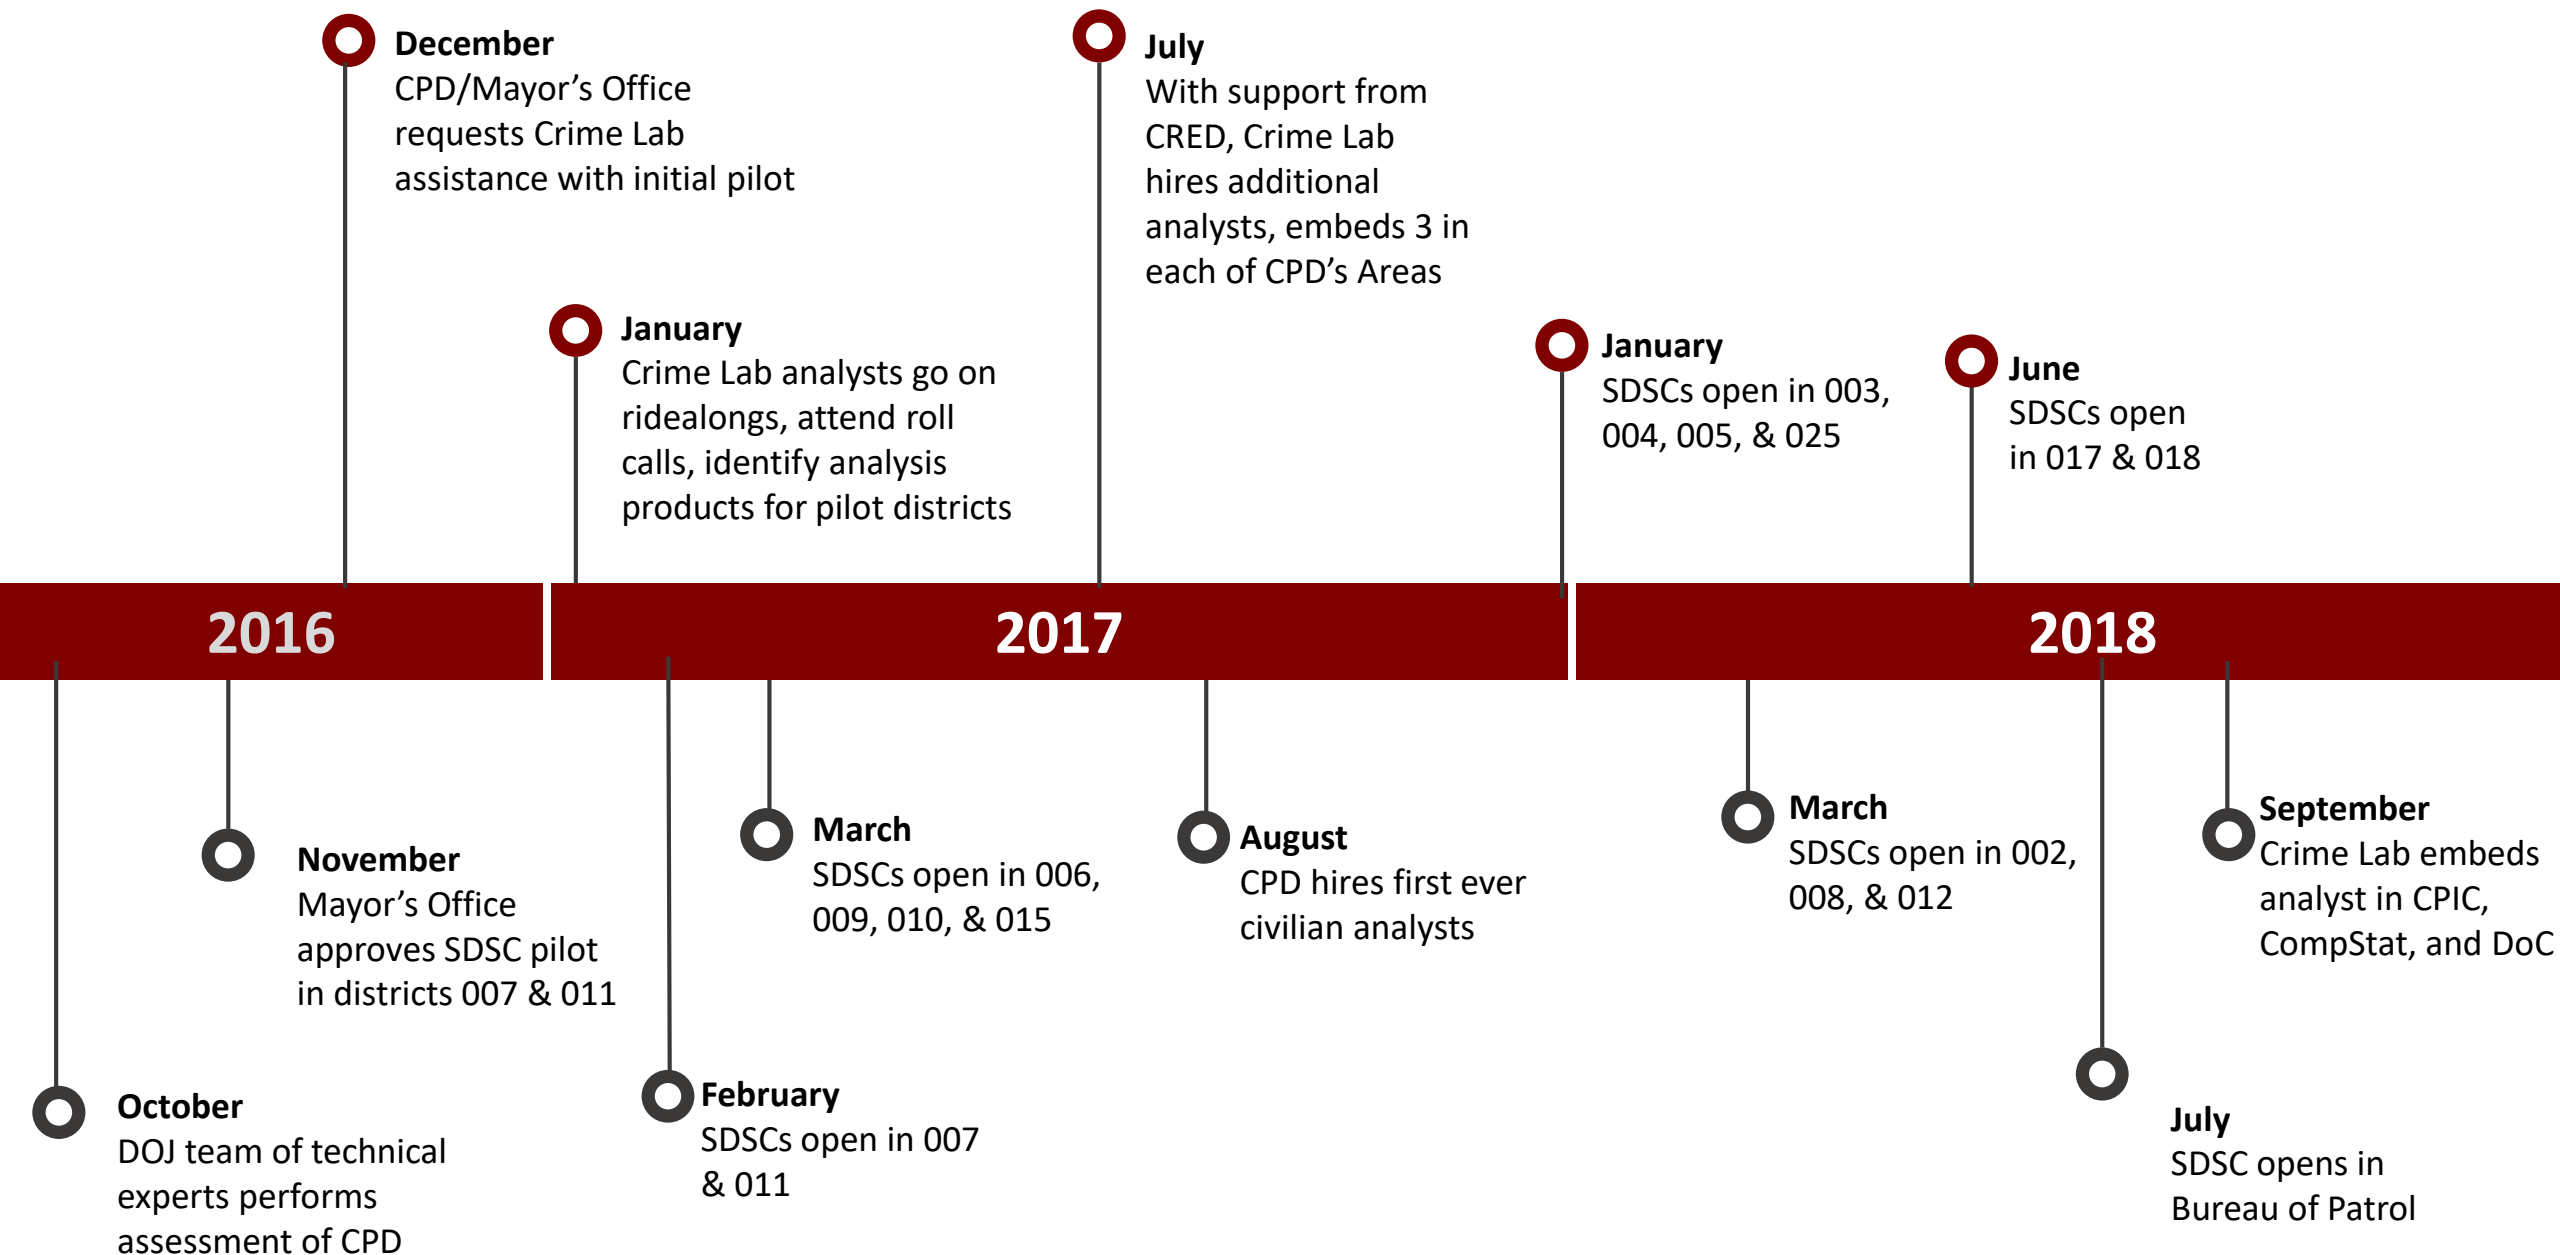 December
CPD/Mayor’s Office
requests Crime Lab
assistance with initial pilot
July
With support from
CRED, Crime Lab
hires additional
analysts, embeds 3 in
each of CPD’s Areas
January
Crime Lab analysts go on
ridealongs, attend roll
calls, identify analysis
products for pilot districts
January
SDSCs open in 003,
004, 005, & 025
June
SDSCs open
in 017 & 018
2016
2017
2018
November
Mayor’s Office
approves SDSC pilot
in districts 007 & 011
March
SDSCs open in 006,
009, 010, & 015
August
CPD hires first ever
civilian analysts
March
SDSCs open in 002,
008, & 012
September
Crime Lab embeds
analyst in CPIC,
CompStat, and DoC
October
DOJ team of technical
experts performs
assessment of CPD
February
SDSCs open in 007
& 011
July
SDSC opens in
Bureau of Patrol